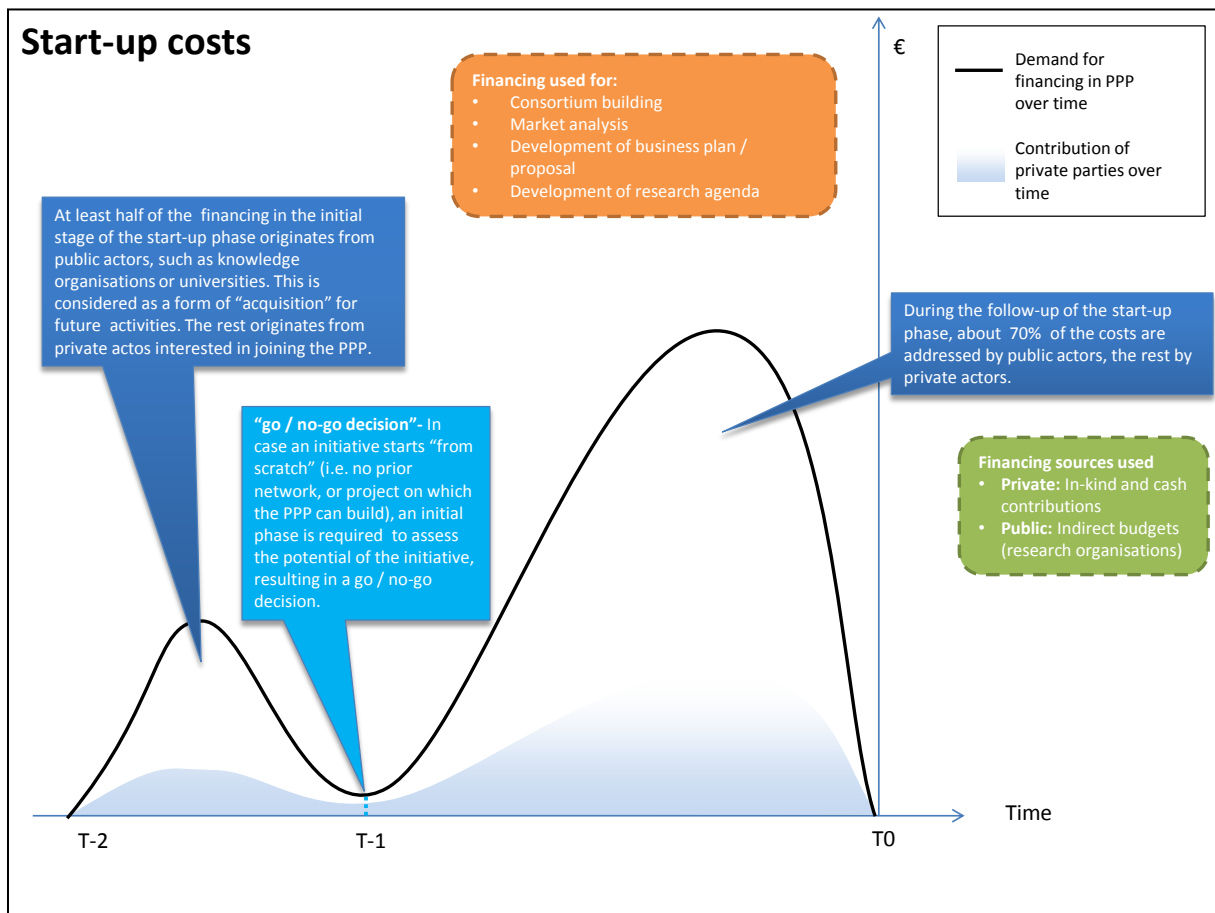 Start-up costs
€
Demand for
financing in PPP
over time
Contribution of
private parties over
time
Financing used for:
• Consortium building
• Market analysis
• Development of business plan /
proposal
• Development of research agenda
At least half of the financing in the initial
stage of the start-up phase originates from
public actors, such as knowledge
organisations or universities. This is
considered as a form of “acquisition” for
future activities. The rest originates from
private actos interested in joining the PPP.
During the follow-up of the start-up
phase, about 70% of the costs are
addressed by public actors, the rest by
private actors.
“go / no-go decision”- In
case an initiative starts “from
scratch” (i.e. no prior
network, or project on which
the PPP can build), an initial
phase is required to assess
the potential of the initiative,
resulting in a go / no-go
decision.
Financing sources used
• Private: In-kind and cash
contributions
• Public: Indirect budgets
(research organisations)
Time
T-2
T-1
T0